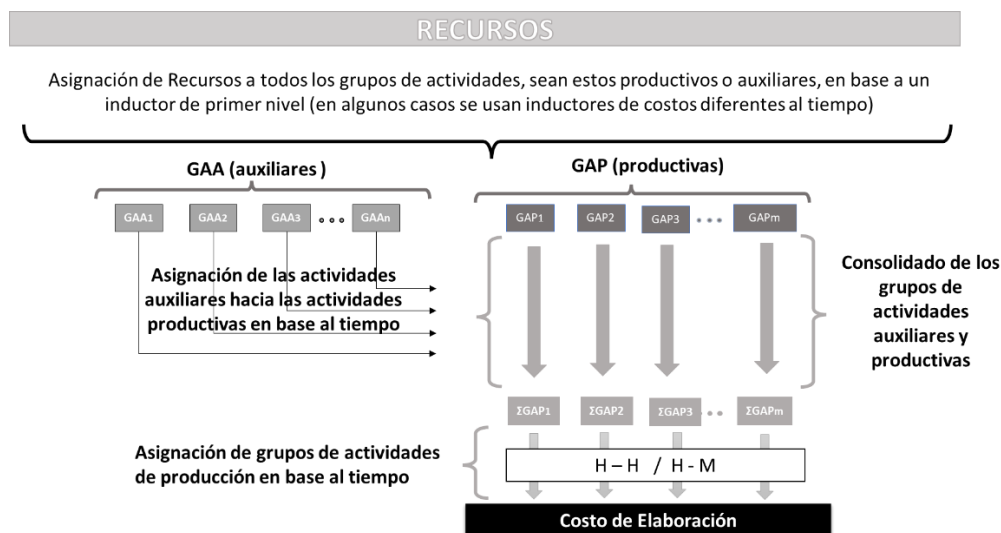 RECURSOS
Asignación de Recursos a todos los grupos de actividades, sean estos productivos o auxiliares, en base a un
inductor de primer nivel (en algunos casos se usan inductores de costos diferentes al tiempo)
GAA (auxiliares )
GAP (productivas)
GAA1 GAA2 GAA3 GAAn
GAP1 GAP2 GAP3 GAPm
Asignación de las actividades
auxiliares hacia las actividades
productivas en base al tiempo
Consolidado de los
grupos de
actividades
auxiliares y
productivas
ΣGAP1 ΣGAP2 ΣGAP3 ΣGAPm
Asignación de grupos de actividades
de producción en base al tiempo
H – H / H - M
Costo de Elaboración